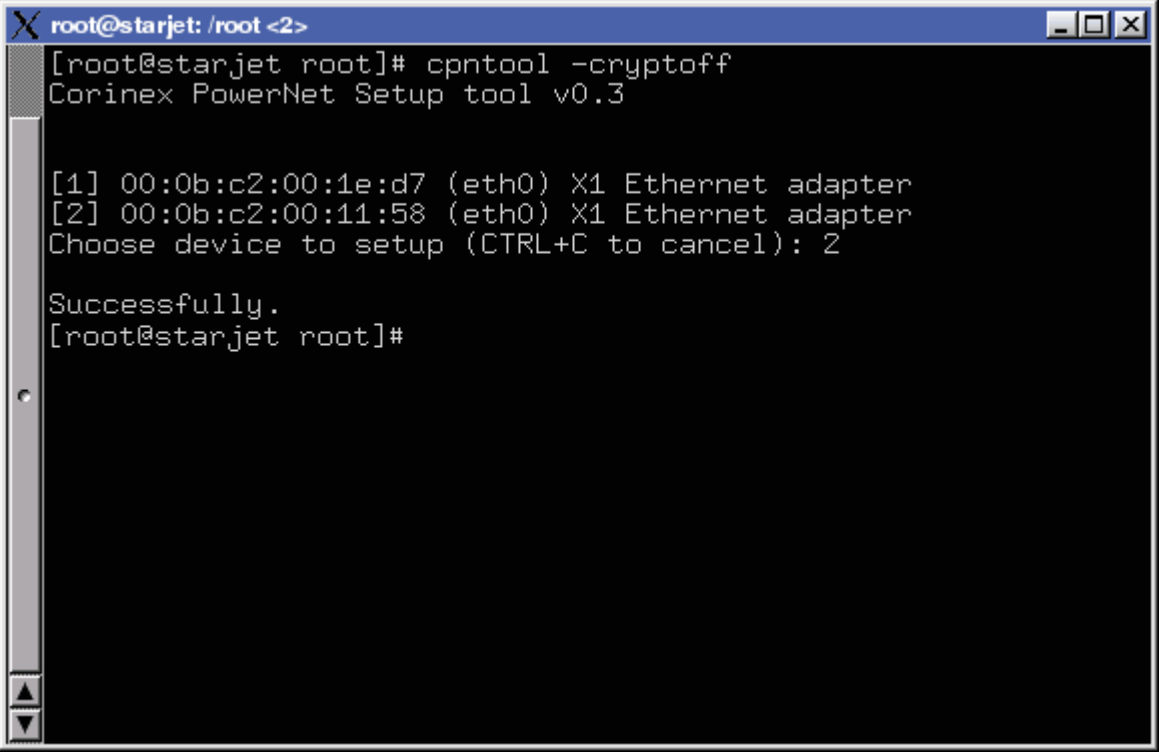 root@starjet: /root <2>
[root@starjet root]# cpntool -cryptoff
Corinex PowerNet Setup tool v0.3
[1] 00:0b:c2:00:1e:d7 (eth0) X1 Ethernet adapter
[2] 00:0b:c2:00:11:58 (eth0) X1 Ethernet adapter
Choose device to setup (CTRL+C to cancel): 2
Successfully.
[root@starjet root]#